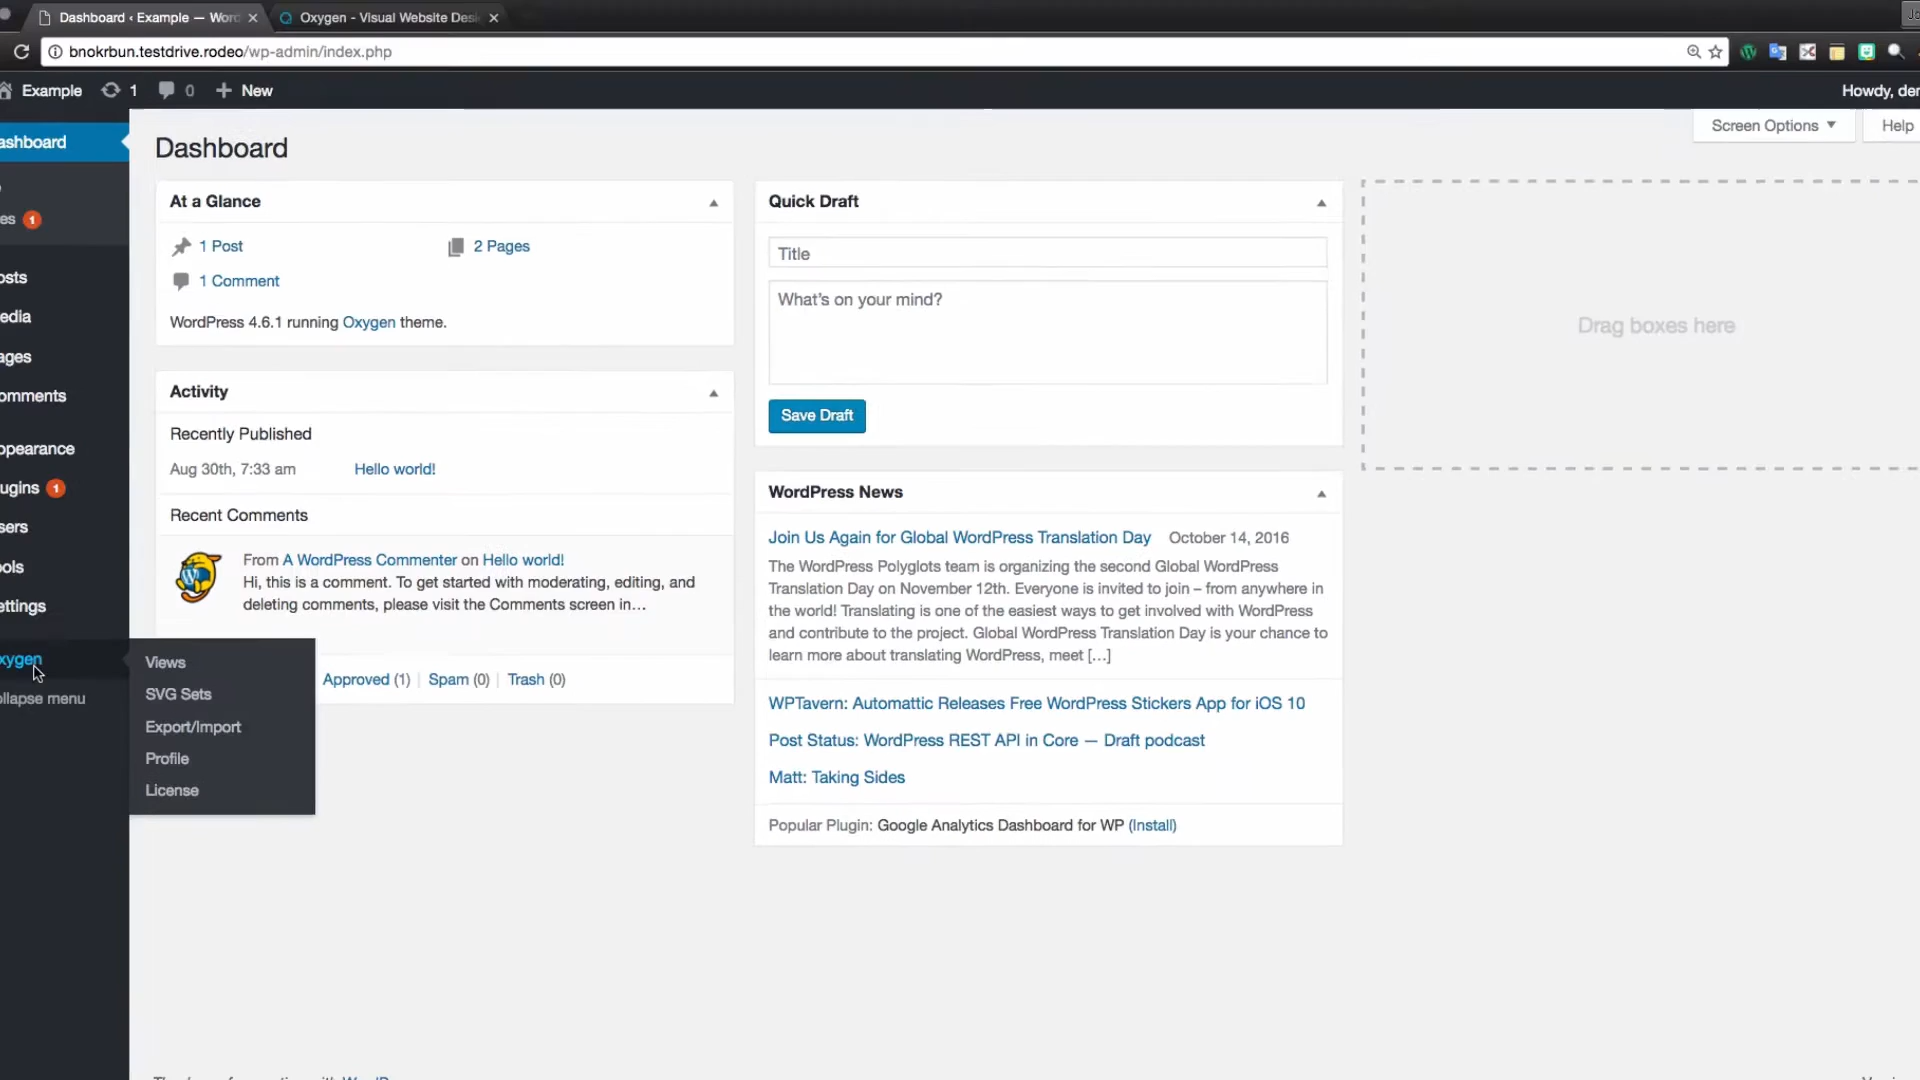 Dashboard ‹ Example — Wor
Oxygen - Visual Website Des
bnokrbun.testdrive.rodeo/wp-admin/index.php
Example
1
0
New
Howdy, der
ashboard
Dashboard
Screen Options
Help
es 1
osts
edia
ages
omments
ppearance
ugins 1
sers
ools
ettings
xygen
ollapse menu
Views
SVG Sets
Export/Import
Profile
License
At a Glance
1 Post
2 Pages
1 Comment
WordPress 4.6.1 running Oxygen theme.
Activity
Recently Published
Aug 30th, 7:33 am
Hello world!
Recent Comments
From A WordPress Commenter on Hello world!
Hi, this is a comment. To get started with moderating, editing, and
deleting comments, please visit the Comments screen in…
Approved (1) | Spam (0) | Trash (0)
Quick Draft
Title
What's on your mind?
Save Draft
WordPress News
Join Us Again for Global WordPress Translation Day October 14, 2016
The WordPress Polyglots team is organizing the second Global WordPress
Translation Day on November 12th. Everyone is invited to join – from anywhere in
the world! Translating is one of the easiest ways to get involved with WordPress
and contribute to the project. Global WordPress Translation Day is your chance to
learn more about translating WordPress, meet […]
WPTavern: Automattic Releases Free WordPress Stickers App for iOS 10
Post Status: WordPress REST API in Core — Draft podcast
Matt: Taking Sides
Popular Plugin: Google Analytics Dashboard for WP (Install)
Drag boxes here